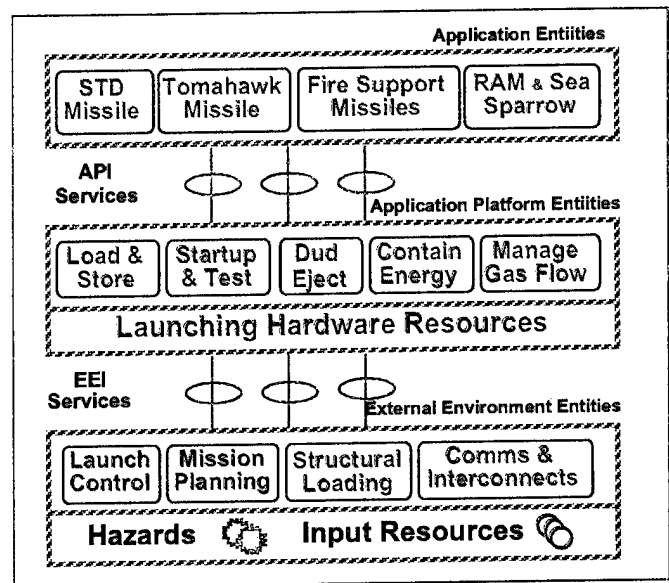 Application Entiities
STD
Missile
Tomahawk
Missile
Fire Support
Missiles
RAM & Sea
Sparrow
API
Services
Application Platform Entiities
Load &
Store
Startup
& Test
Dud
Eject
Contain
Energy
Manage
Gas Flow
Launching Hardware Resources
EEI
Services
External Environment Entities
Launch
Control
Mission
Planning
Structural
Loading
Comms &
Interconnects
Hazards
Input Resources